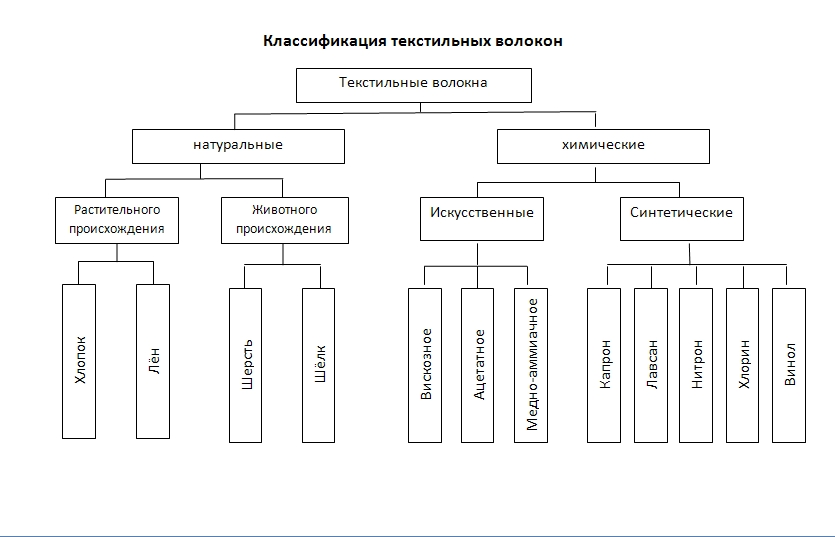 Классификация текстильных волокон
Текстильные волокна
натуральные
химические
Растительного
происхождения
Животного
происхождения
Искусственные
Синтетические
Хлопок
Лён
Шерсть
Шёлк
Вискозное
Ацетатное
Медно-аммиачное
Капрон
Лавсан
Нитрон
Хлорин
Винол